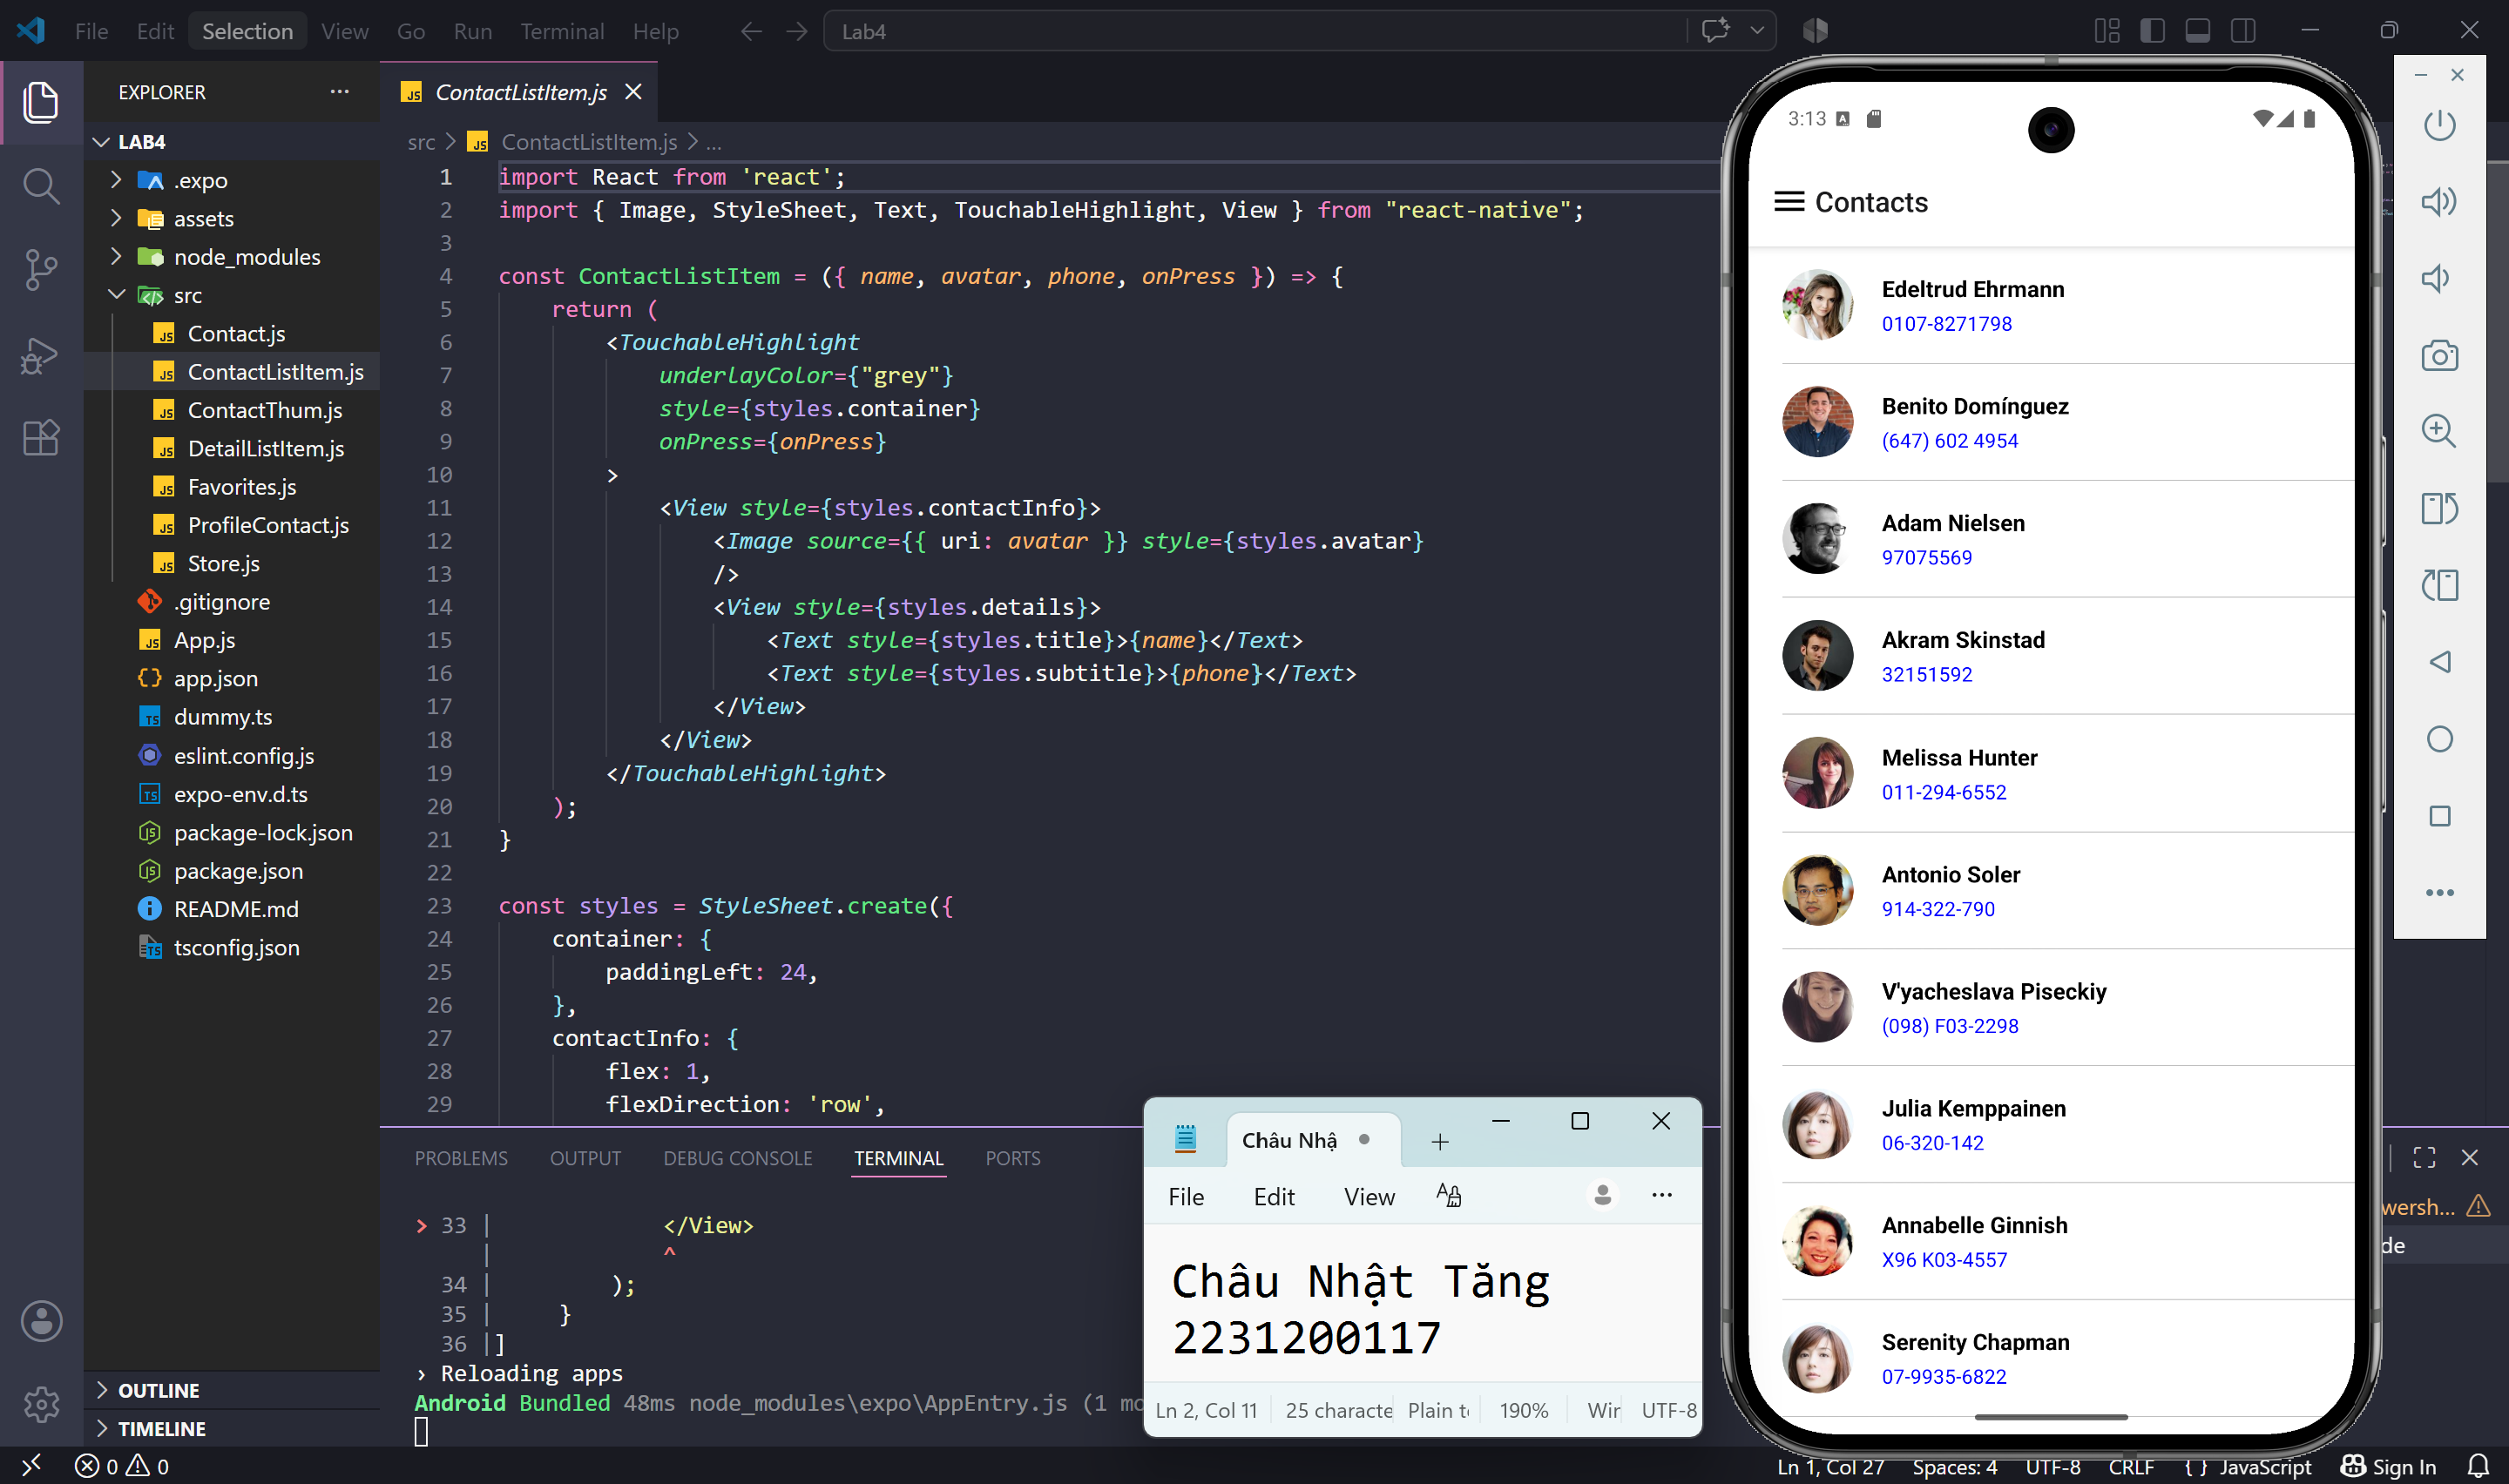 File Edit Selection View Go Run Terminal Help
Lab4
EXPLORER
LAB4
.expo
assets
node_modules
src
Contact.js
ContactListItem.js
ContactThum.js
DetailListItem.js
Favorites.js
ProfileContact.js
Store.js
.gitignore
App.js
app.json
dummy.ts
eslint.config.js
expo-env.d.ts
package-lock.json
package.json
README.md
tsconfig.json
OUTLINE
TIMELINE
ContactListItem.js
src > ContactListItem.js > ...
1 import React from 'react';
2 import { Image, StyleSheet, Text, TouchableHighlight, View } from "react-native";
3
4 const ContactListItem = ({ name, avatar, phone, onPress }) => {
5 return (
6 <TouchableHighlight
7 underlayColor={"grey"}
8 style={styles.container}
9 onPress={onPress}
10 >
11 <View style={styles.contactInfo}>
12 <Image source={{ uri: avatar }} style={styles.avatar}
13 />
14 <View style={styles.details}>
15 <Text style={styles.title}>{name}</Text>
16 <Text style={styles.subtitle}>{phone}</Text>
17 </View>
18 </View>
19 </TouchableHighlight>
20 );
21 }
22
23 const styles = StyleSheet.create({
24 container: {
25 paddingLeft: 24,
26 },
27 contactInfo: {
28 flex: 1,
29 flexDirection: 'row',
PROBLEMS OUTPUT DEBUG CONSOLE TERMINAL PORTS
> 33 | </View>
| ^
34 | );
35 | }
36 |]
› Reloading apps
Android Bundled 48ms node_modules\expo\AppEntry.js (1 mo
wersh...
de
Châu Nhậ
File Edit View
Châu Nhật Tăng
2231200117
Ln 2, Col 11 25 characte Plain t 190% Wir UTF-8
3:13
Contacts
Edeltrud Ehrmann
0107-8271798
Benito Domínguez
(647) 602 4954
Adam Nielsen
97075569
Akram Skinstad
32151592
Melissa Hunter
011-294-6552
Antonio Soler
914-322-790
V'yacheslava Piseckiy
(098) F03-2298
Julia Kemppainen
06-320-142
Annabelle Ginnish
X96 K03-4557
Serenity Chapman
07-9935-6822
0 0
Ln 1, Col 27 Spaces: 4 UTF-8 CRLF { } JavaScript Sign In